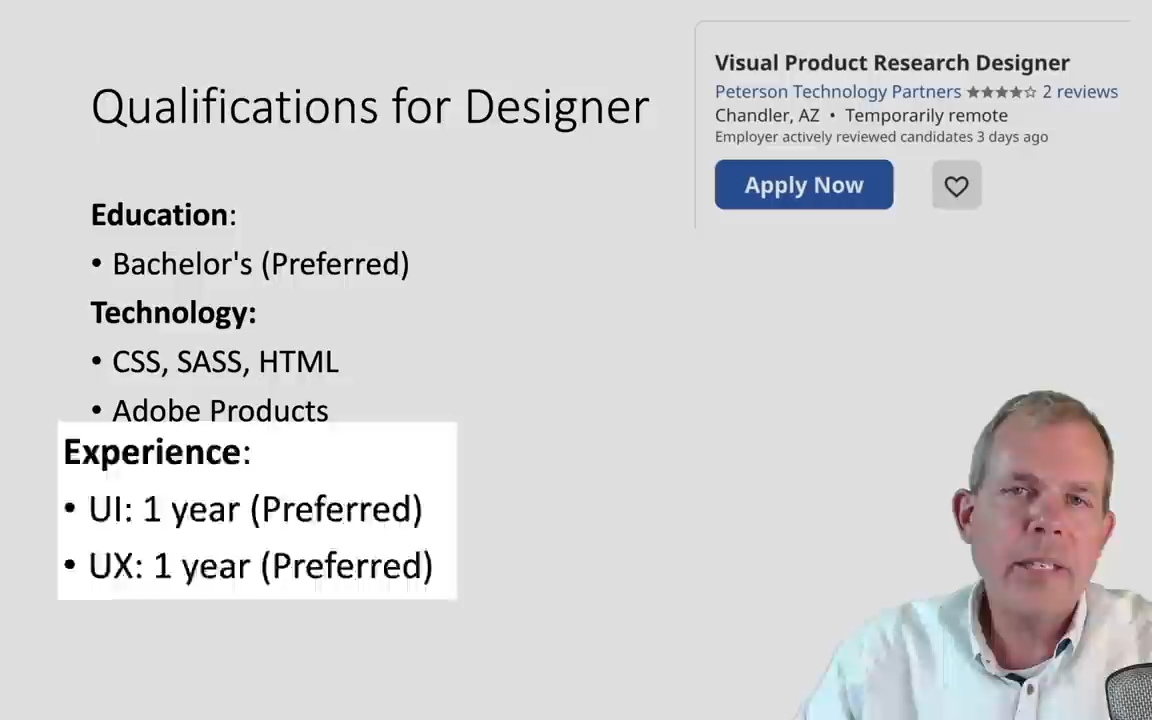 Qualifications for Designer
Education:
• Bachelor's (Preferred)
Technology:
• CSS, SASS, HTML
• Adobe Products
Experience:
• UI: 1 year (Preferred)
• UX: 1 year (Preferred)
Visual Product Research Designer
Peterson Technology Partners ★★★★☆ 2 reviews
Chandler, AZ • Temporarily remote
Employer actively reviewed candidates 3 days ago
Apply Now